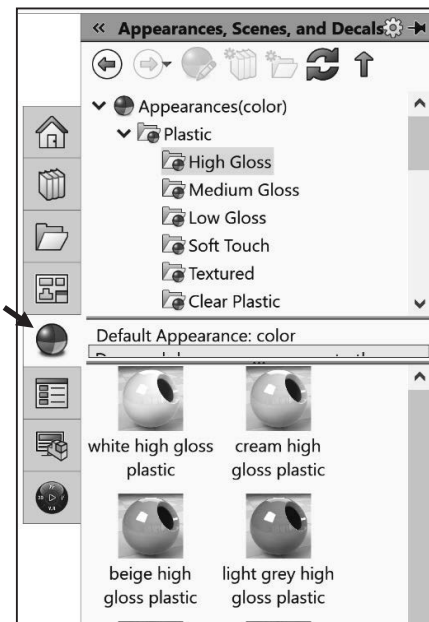 « Appearances, Scenes, and Decals
Appearances(color)
Plastic
High Gloss
Medium Gloss
Low Gloss
Soft Touch
Textured
Clear Plastic
Default Appearance: color
white high gloss
plastic
cream high
gloss plastic
beige high
gloss plastic
light grey high
gloss plastic